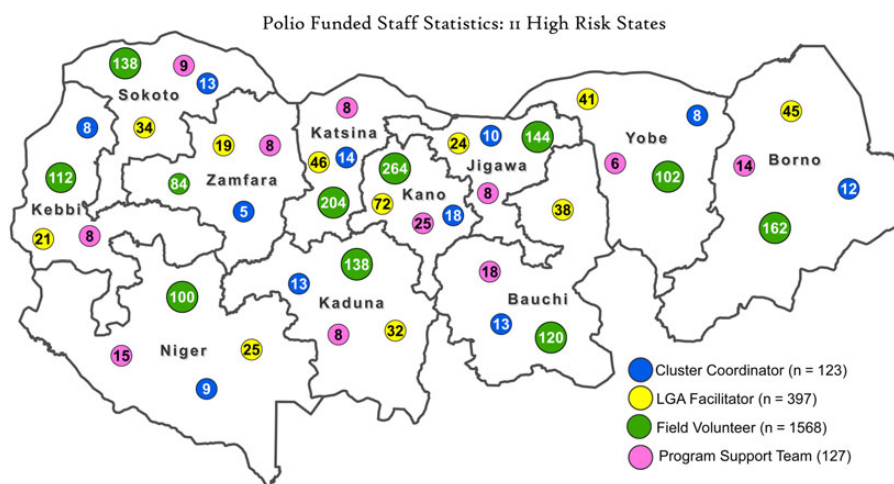 Polio Funded Staff Statistics: 11 High Risk States
138
9
13
Sokoto
34
8
112
Kebbi
21
8
19
8
84
Zamfara
5
8
Katsina
46
14
204
264
Kano
72
18
25
24
10
144
Jigawa
8
41
8
Yobe
6
102
45
14
Borno
12
162
38
18
Bauchi
13
120
138
13
Kaduna
8
32
100
15
Niger
25
9
Cluster Coordinator (n = 123)
LGA Facilitator (n = 397)
Field Volunteer (n = 1568)
Program Support Team (127)